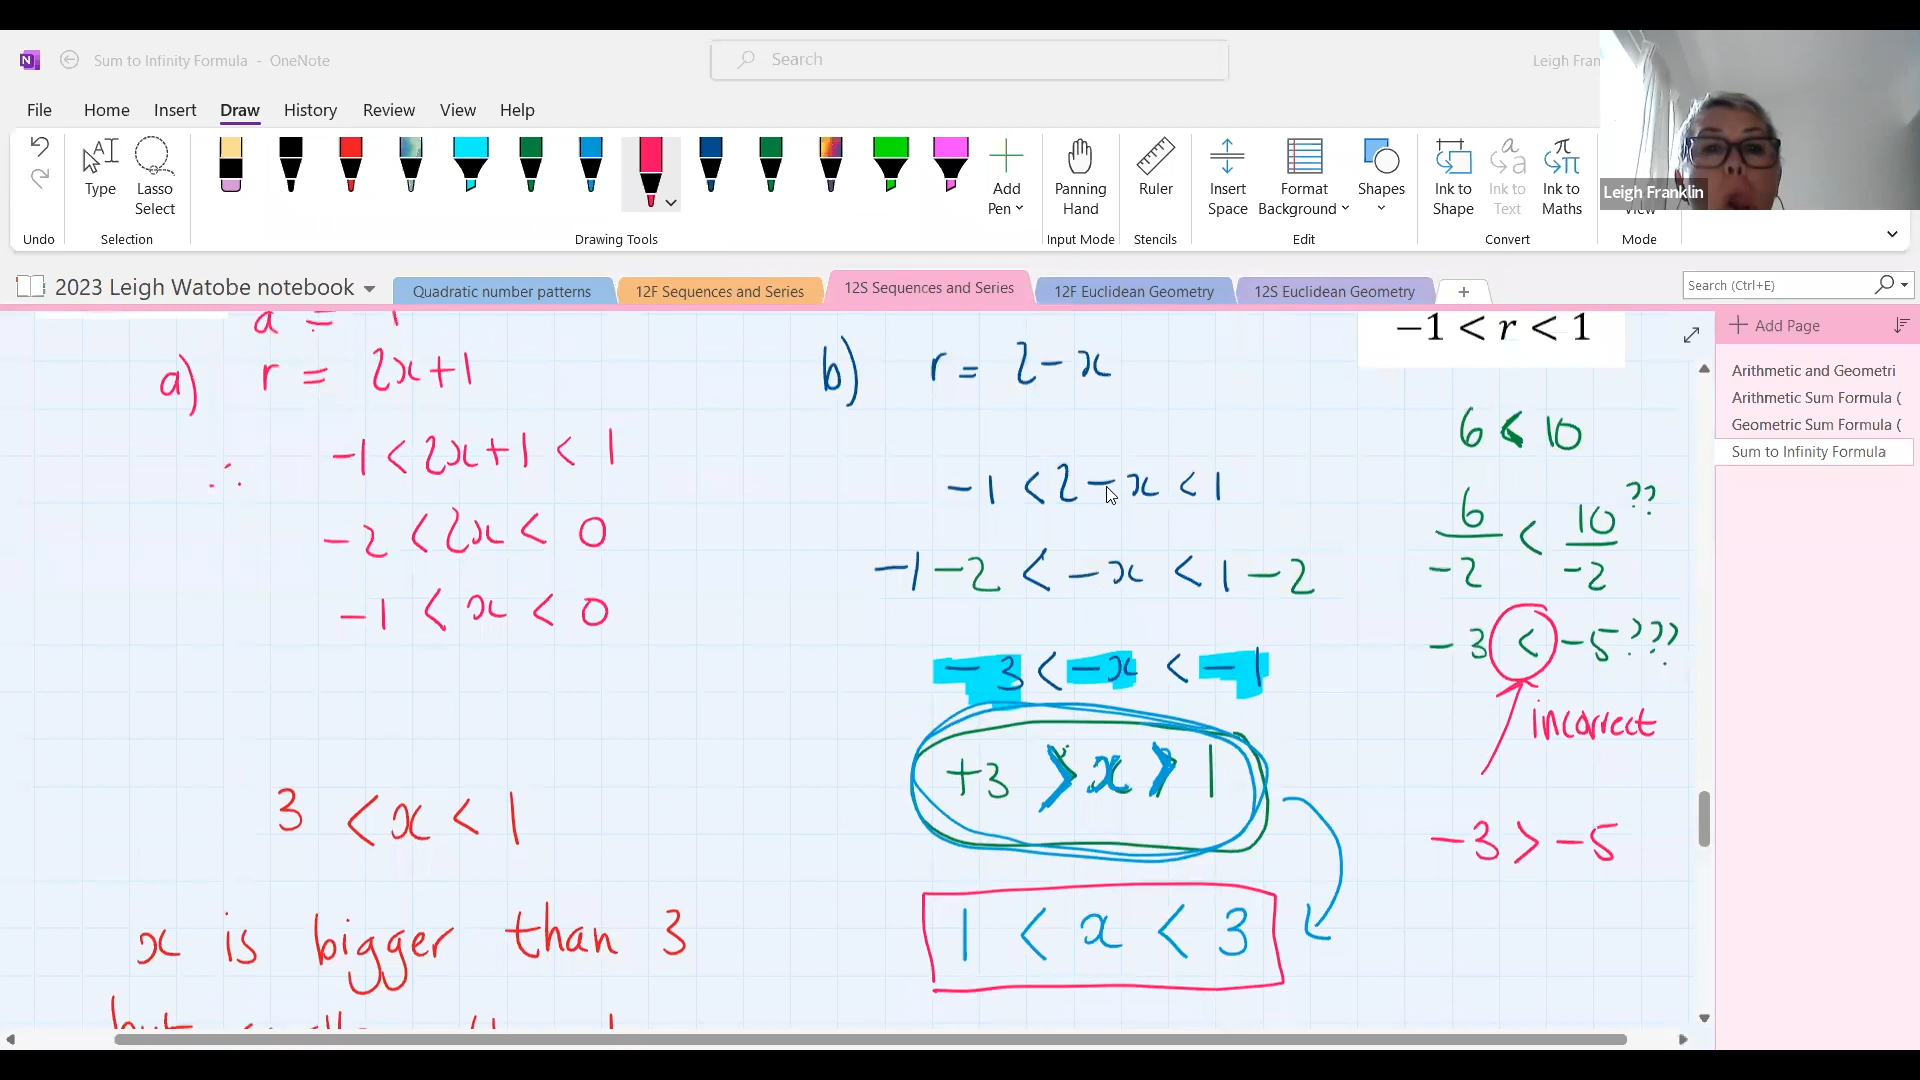 Sum to Infinity Formula - OneNote
Search
Leigh Fran
File Home Insert Draw History Review View Help
Type
Lasso Select
Add Pen
Panning Hand
Ruler
Insert Space
Format Background
Shapes
Ink to Shape
Ink to Text
Ink to Maths
Leigh Franklin
Undo
Selection
Drawing Tools
Input Mode
Stencils
Edit
Convert
Mode
2023 Leigh Watobe notebook
Quadratic number patterns
12F Sequences and Series
12S Sequences and Series
12F Euclidean Geometry
12S Euclidean Geometry
Search (Ctrl+E)
Add Page
Arithmetic and Geometri
Arithmetic Sum Formula (
Geometric Sum Formula (
Sum to Infinity Formula
a = 1
a) r = 2x+1
∴ -1 < 2x+1 < 1
-2 < 2x < 0
-1 < x < 0
3 < x < 1
x is bigger than 3
b) r = 2-x
-1 < 2-x < 1
-1-2 < -x < 1-2
-3 < -x < -1
+3 > x > 1
1 < x < 3
-1 < r < 1
6 < 10
6/-2 < 10/-2 ??
-3 < -5???
incorrect
-3 > -5